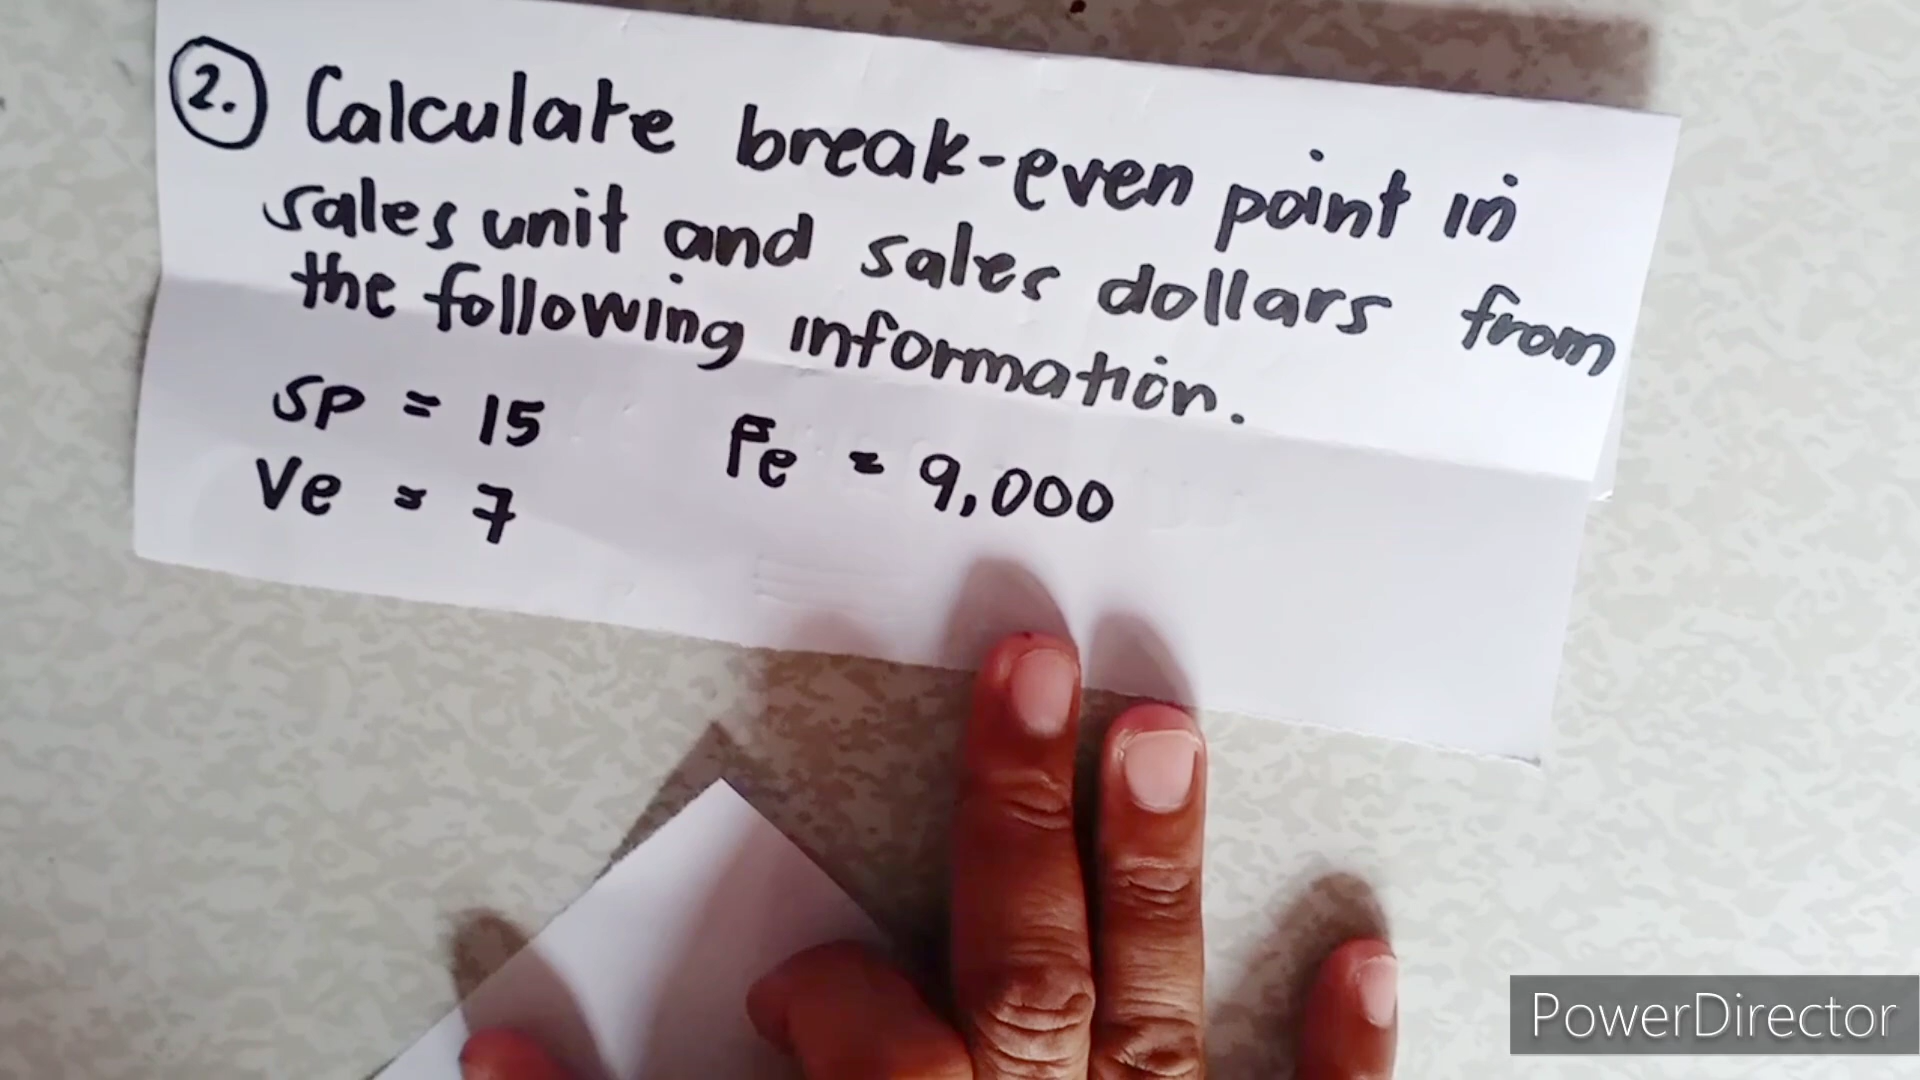 2. Calculate break-even point in
sales unit and sales dollars from
the following information.
SP = 15 Fe = 9,000
Ve = 7
PowerDirector